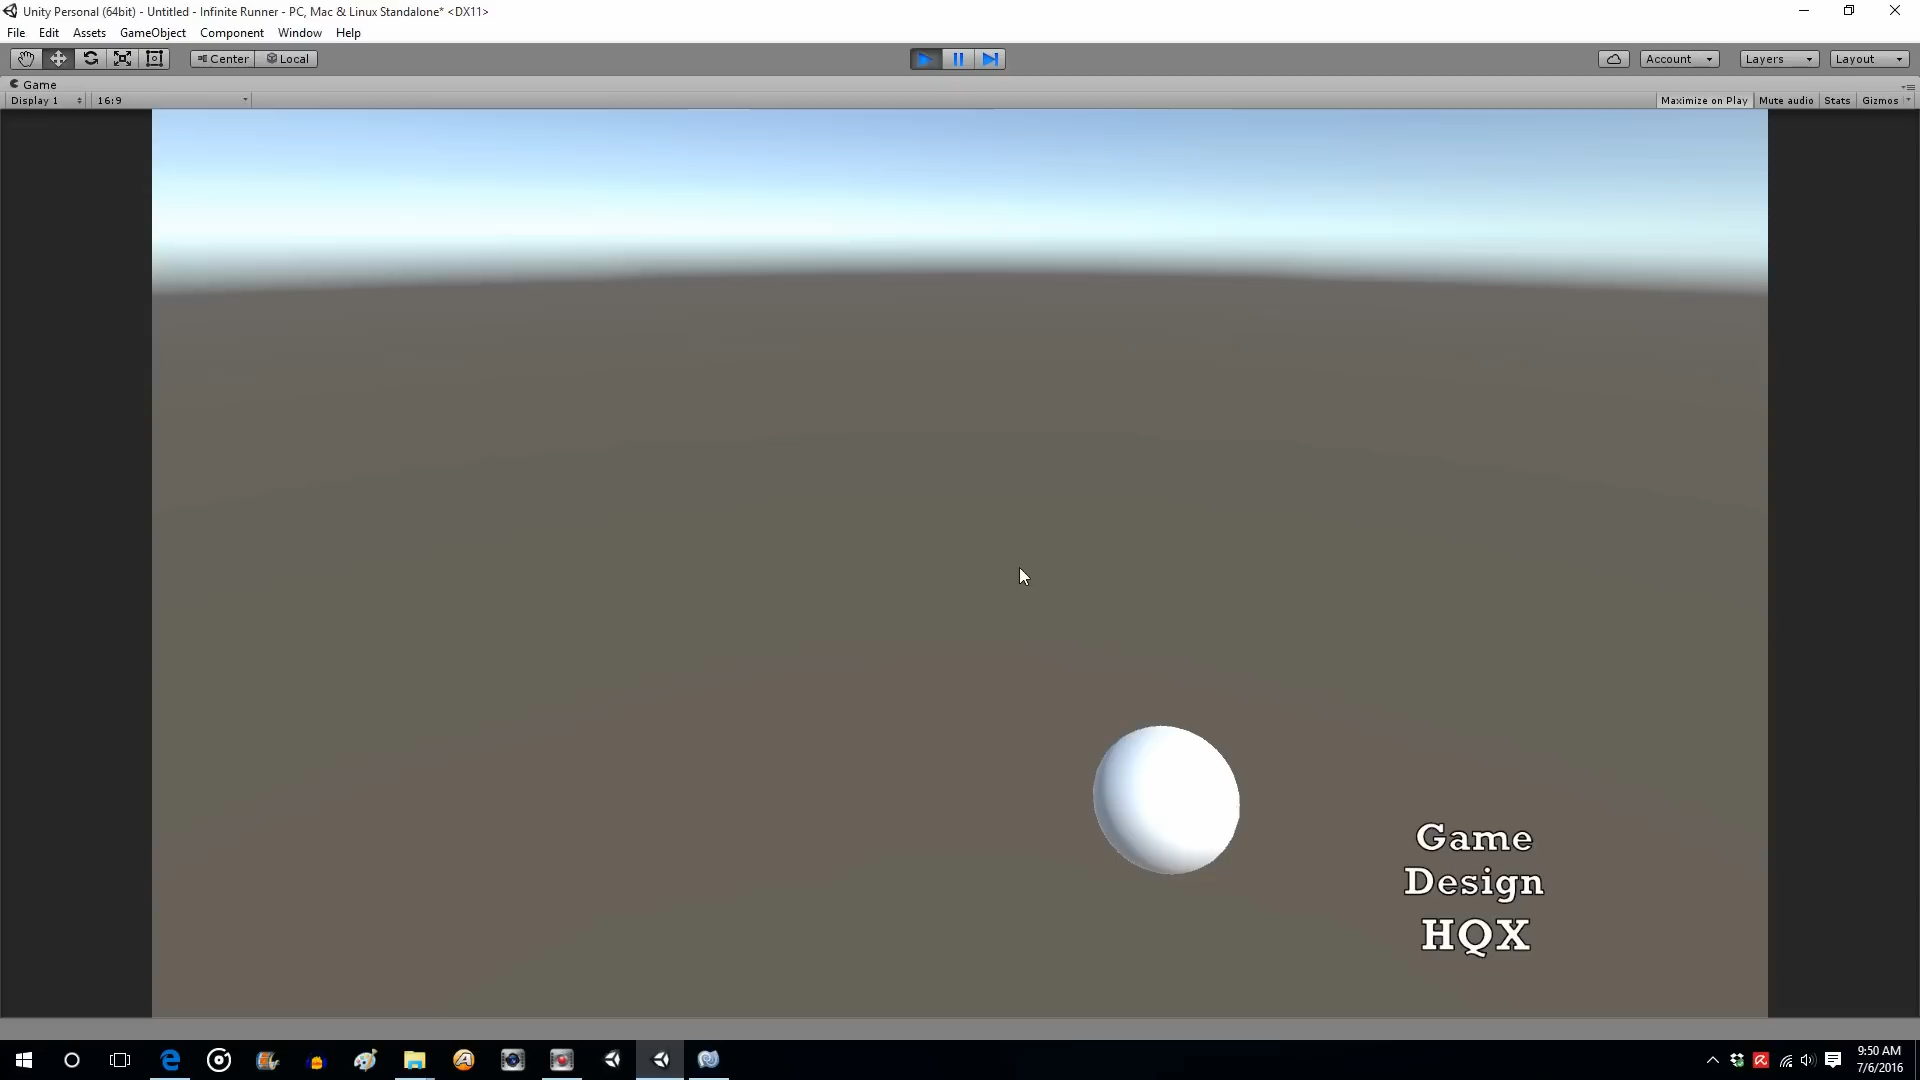 Unity Personal (64bit) - Untitled - Infinite Runner - PC, Mac & Linux Standalone* <DX11>
File Edit Assets GameObject Component Window Help
Center Local Account Layers Layout
Game
Display 1 16:9 Maximize on Play Mute audio Stats Gizmos
Game
Design
HQX
9:50 AM
7/6/2016